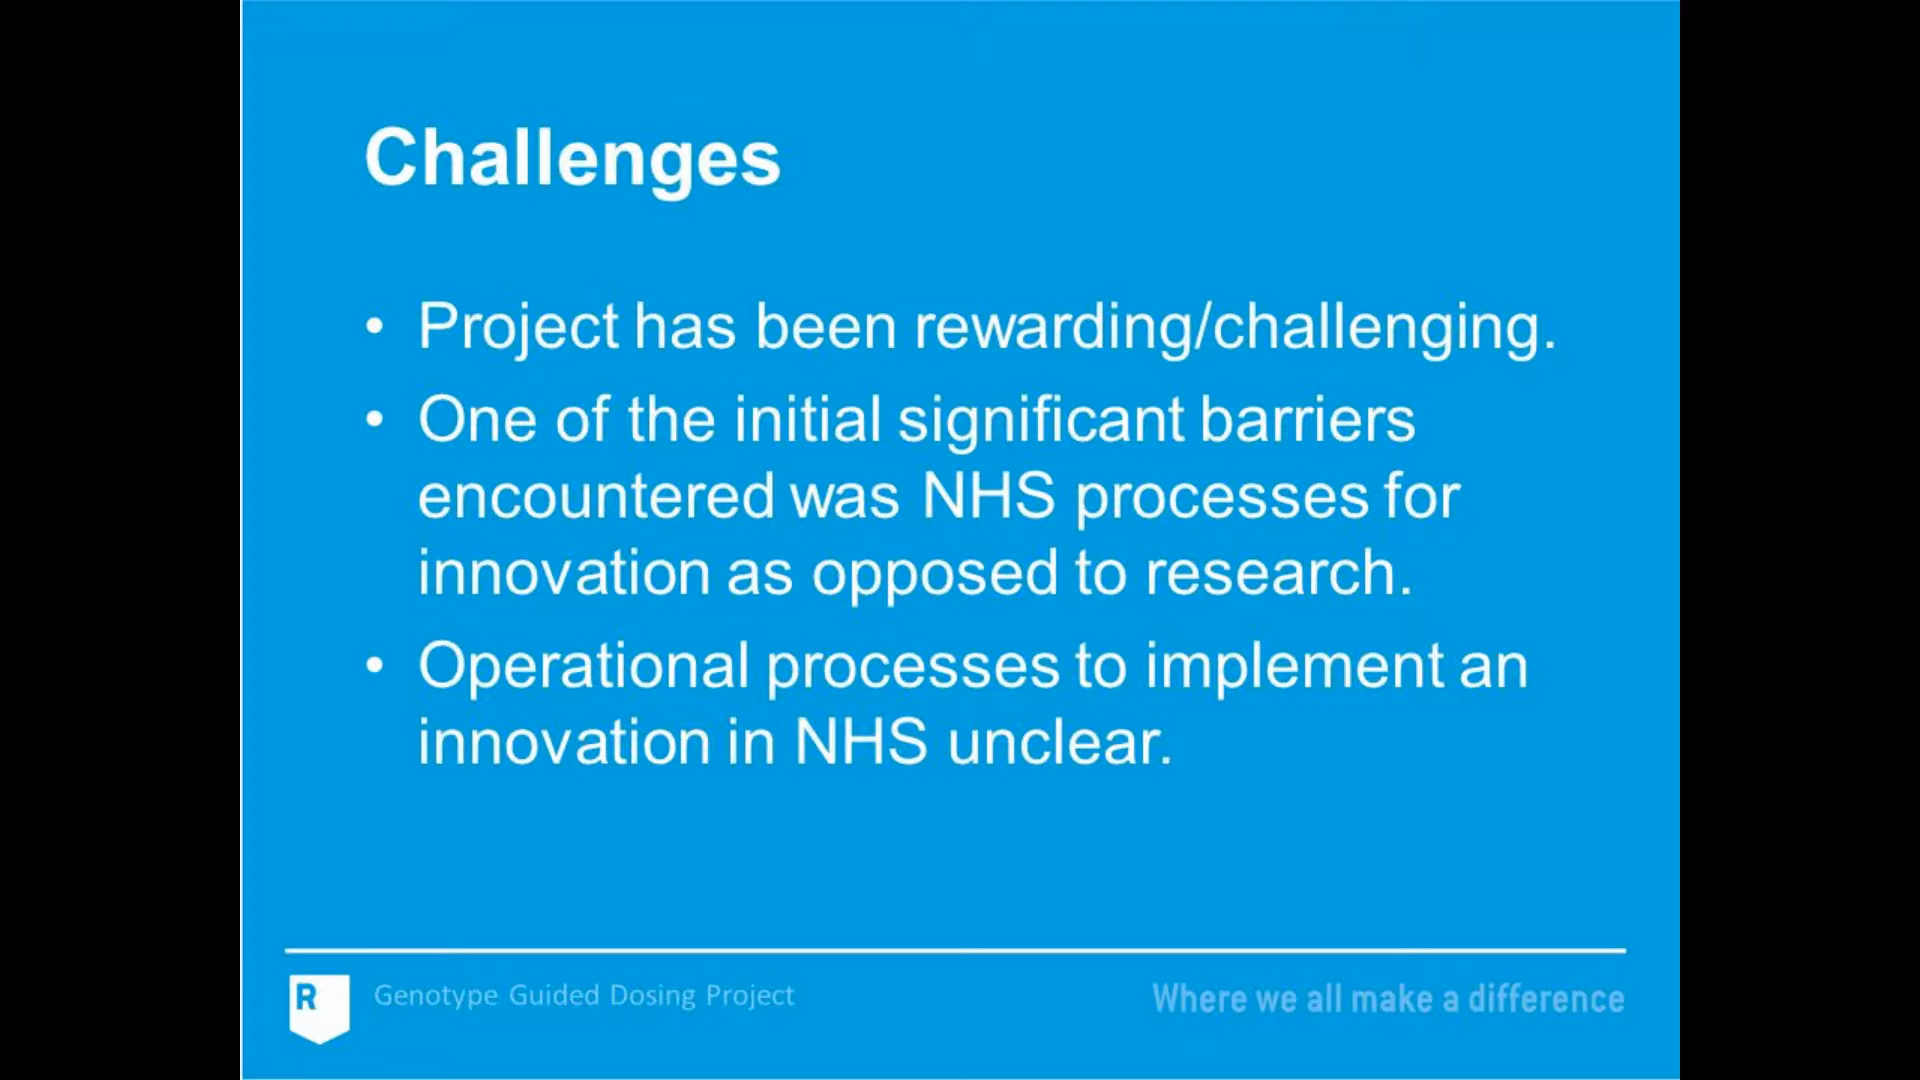 Challenges
• Project has been rewarding/challenging.
• One of the initial significant barriers
encountered was NHS processes for
innovation as opposed to research.
• Operational processes to implement an
innovation in NHS unclear.
R
Genotype Guided Dosing Project
Where we all make a difference